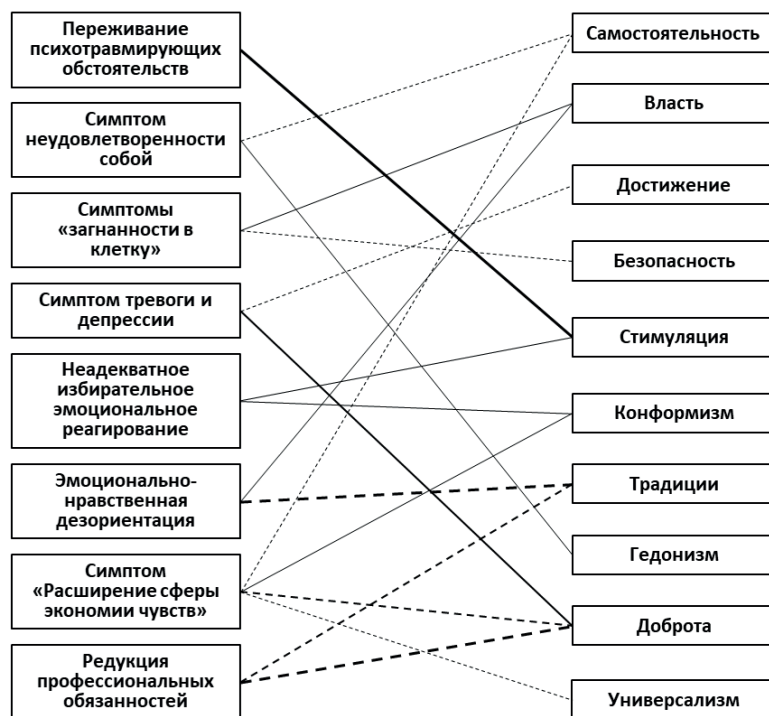 Переживание
психотравмирующих
обстоятельств
Симптом
неудовлетворенности
собой
Симптомы
«загнанности в
клетку»
Симптом тревоги и
депрессии
Неадекватное
избирательное
эмоциональное
реагирование
Эмоционально-
нравственная
дезориентация
Симптом
«Расширение сферы
экономии чувств»
Редукция
профессиональных
обязанностей
Самостоятельность
Власть
Достижение
Безопасность
Стимуляция
Конформизм
Традиции
Гедонизм
Доброта
Универсализм